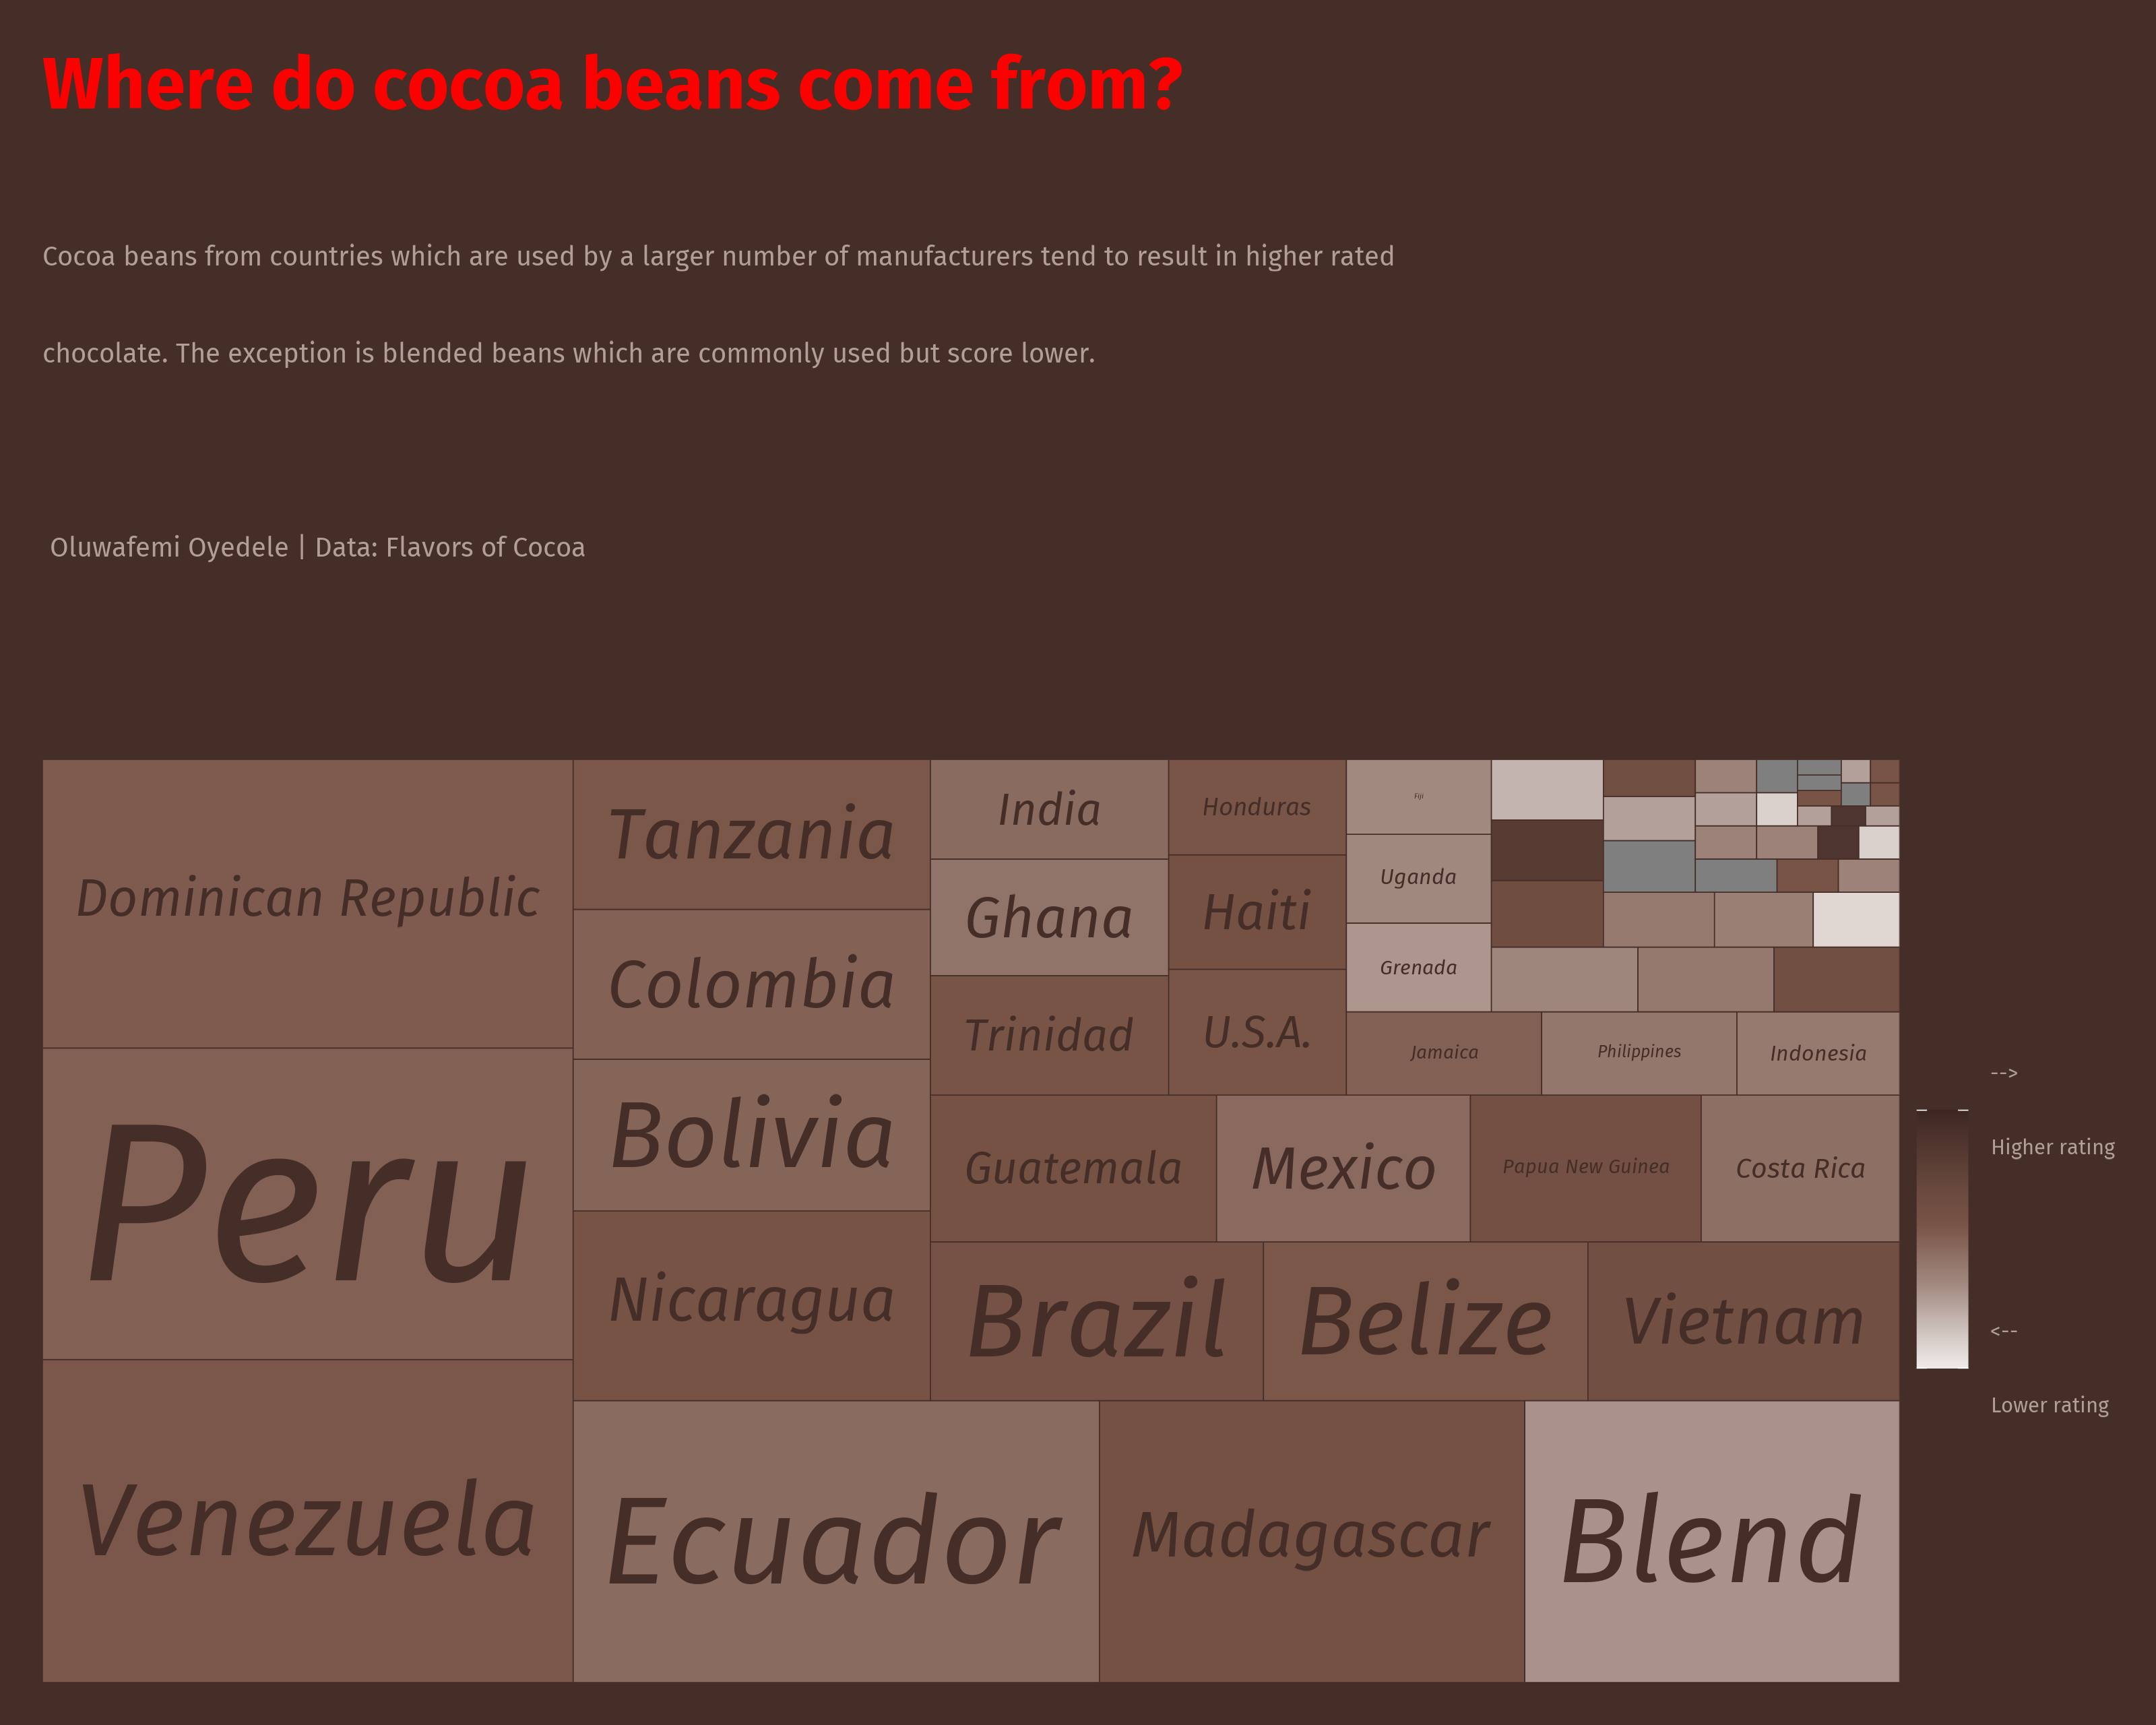 Where do cocoa beans come from?
Cocoa beans from countries which are used by a larger number of manufacturers tend to result in higher rated
chocolate. The exception is blended beans which are commonly used but score lower.
Oluwafemi Oyedele | Data: Flavors of Cocoa
Dominican Republic
Peru
Venezuela
Tanzania
Colombia
Bolivia
Nicaragua
India
Ghana
Trinidad
Honduras
Haiti
U.S.A.
Fiji
Uganda
Grenada
Jamaica
Philippines
Indonesia
Guatemala
Mexico
Papua New Guinea
Costa Rica
Brazil
Belize
Vietnam
Ecuador
Madagascar
Blend
-->
Higher rating
<--
Lower rating